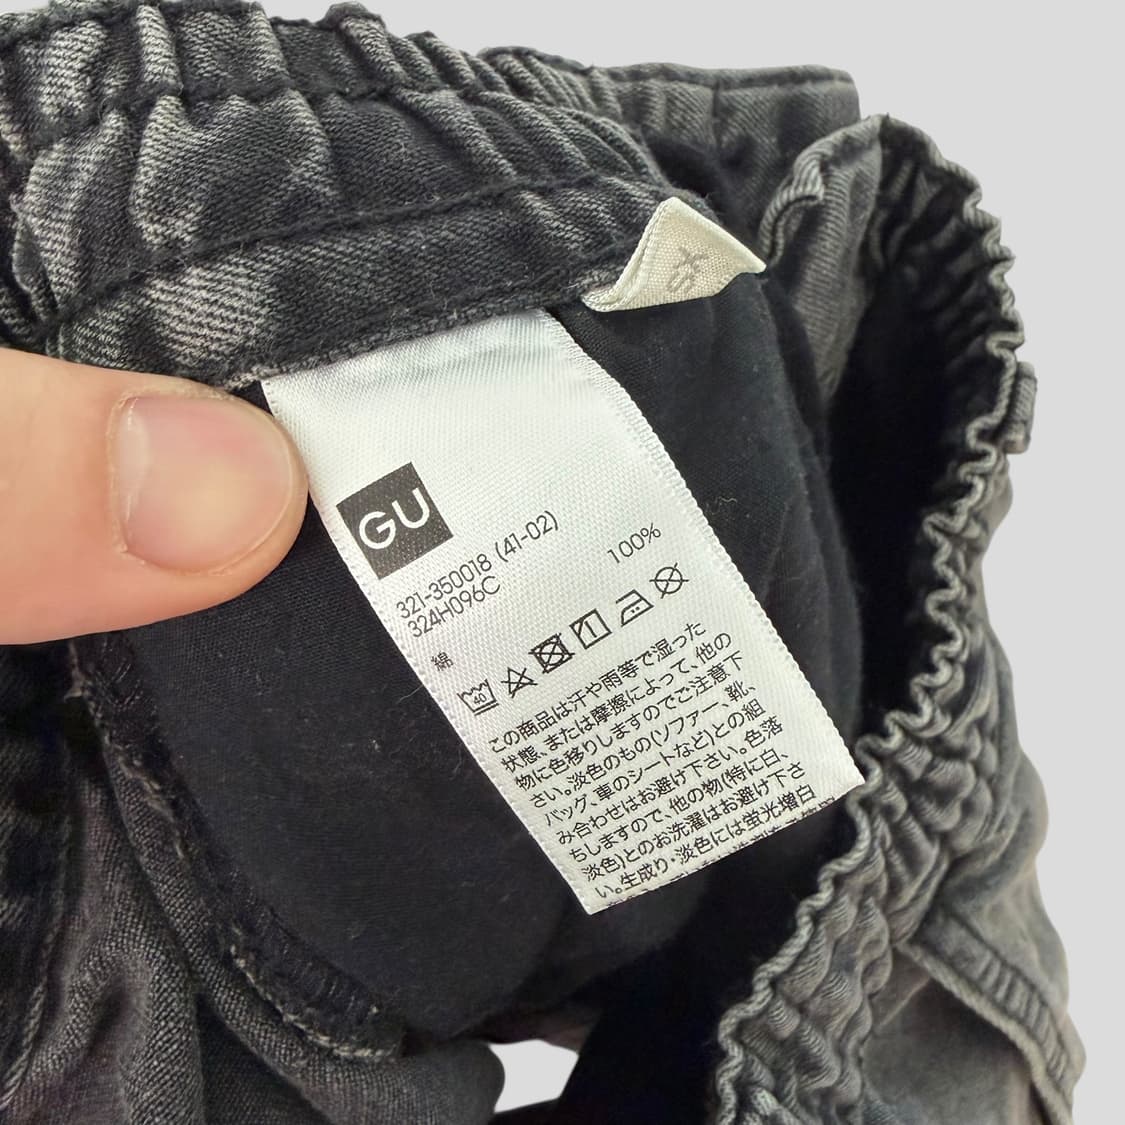 GU
321-350018 (41-02)
324H096C
綿 100%
40
この商品は汗や雨等で湿った
状態、または摩擦によって、他の
物に色移りしますのでご注意下
さい。淡色のもの(ソファー、靴、
バッグ、車のシートなど)との組
み合わせはお避け下さい。色落
ちしますので、他の物(特に白、
淡色)とのお洗濯はお避け下さ
い。生成り・淡色には蛍光増白